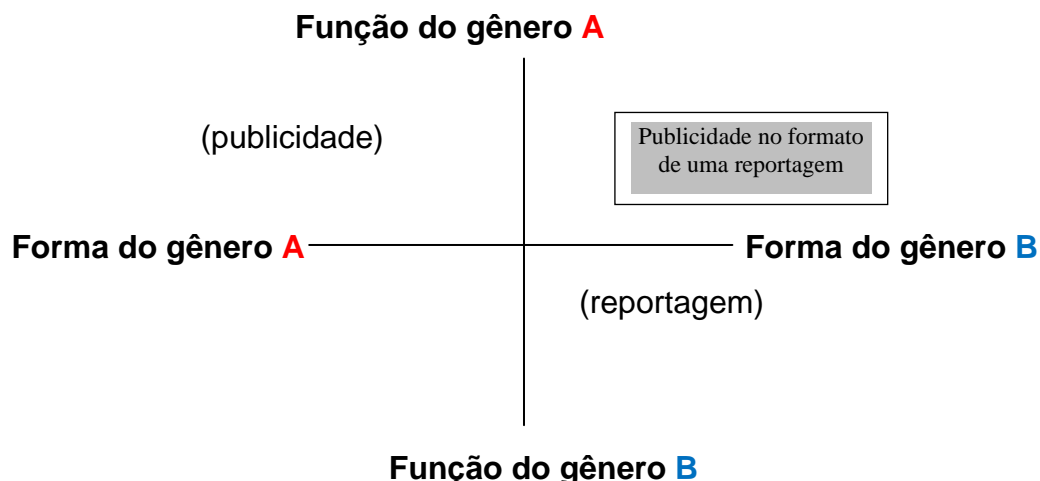 Função do gênero A
(publicidade)
Publicidade no formato
de uma reportagem
Forma do gênero A
Forma do gênero B
(reportagem)
Função do gênero B